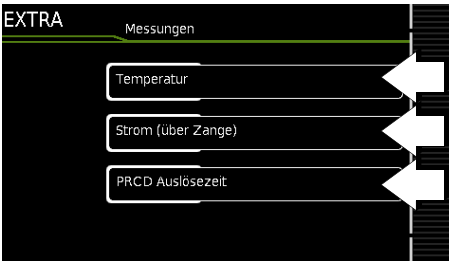 EXTRA
Messungen
Temperatur
Strom (über Zange)
PRCD Auslösezeit